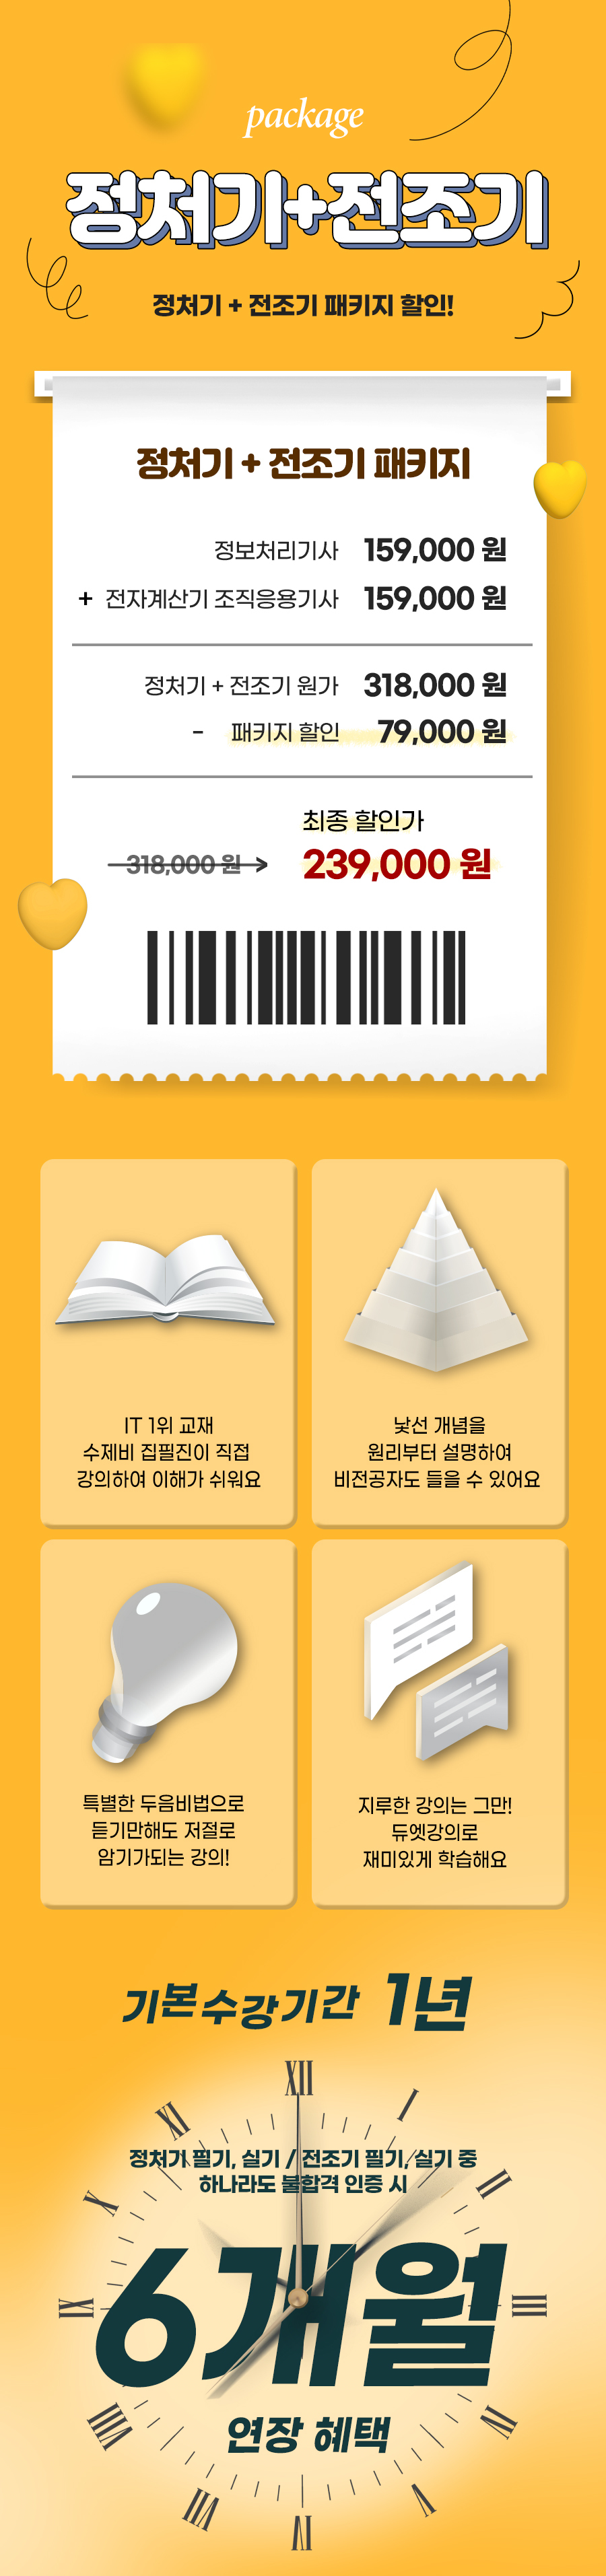 package
정처기+전조기
정처기 + 전조기 패키지 할인!
정처기 + 전조기 패키지
정보처리기사 159,000 원
+ 전자계산기 조직응용기사 159,000 원
정처기 + 전조기 원가 318,000 원
- 패키지 할인 79,000 원
최종 할인가
318,000 원 > 239,000 원
IT 1위 교재
수제비 집필진이 직접
강의하여 이해가 쉬워요
낯선 개념을
원리부터 설명하여
비전공자도 들을 수 있어요
특별한 두음비법으로
듣기만해도 저절로
암기가되는 강의!
지루한 강의는 그만!
듀엣강의로
재미있게 학습해요
기본수강기간 1년
XII
I
II
III
정처기 필기, 실기 / 전조기 필기, 실기 중
하나라도 불합격 인증 시
6개월
연장 혜택